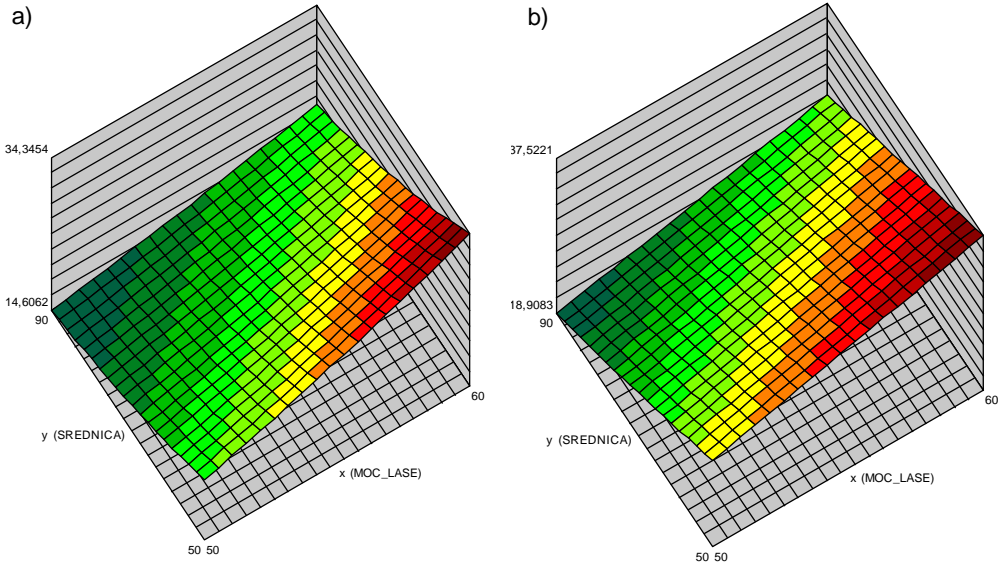 a)
34,3454
14,6062
90
y (SREDNICA)
50 50
x (MOC_LASE)
60
b)
37,5221
18,9083
90
y (SREDNICA)
50 50
x (MOC_LASE)
60